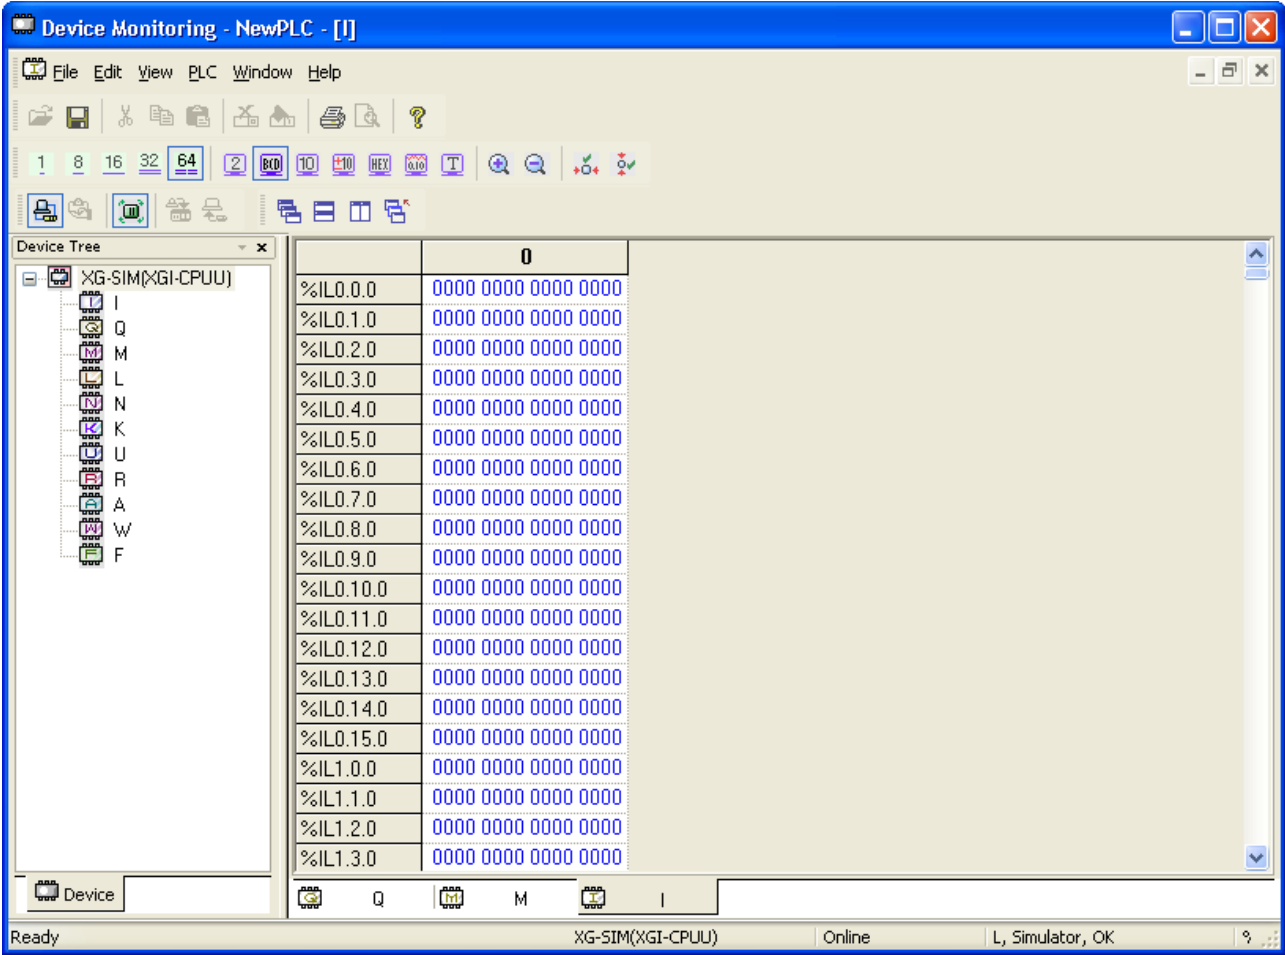 Device Monitoring - NewPLC - [I]
File Edit View PLC Window Help
1 8 16 32 64 2 BCD 10 ±10 HEX T
Device Tree
XG-SIM(XGI-CPUU)
I
Q
M
L
N
K
U
R
A
W
F
0
%IL0.0.0 0000 0000 0000 0000
%IL0.1.0 0000 0000 0000 0000
%IL0.2.0 0000 0000 0000 0000
%IL0.3.0 0000 0000 0000 0000
%IL0.4.0 0000 0000 0000 0000
%IL0.5.0 0000 0000 0000 0000
%IL0.6.0 0000 0000 0000 0000
%IL0.7.0 0000 0000 0000 0000
%IL0.8.0 0000 0000 0000 0000
%IL0.9.0 0000 0000 0000 0000
%IL0.10.0 0000 0000 0000 0000
%IL0.11.0 0000 0000 0000 0000
%IL0.12.0 0000 0000 0000 0000
%IL0.13.0 0000 0000 0000 0000
%IL0.14.0 0000 0000 0000 0000
%IL0.15.0 0000 0000 0000 0000
%IL1.0.0 0000 0000 0000 0000
%IL1.1.0 0000 0000 0000 0000
%IL1.2.0 0000 0000 0000 0000
%IL1.3.0 0000 0000 0000 0000
Device
Q M I
Ready XG-SIM(XGI-CPUU) Online L, Simulator, OK